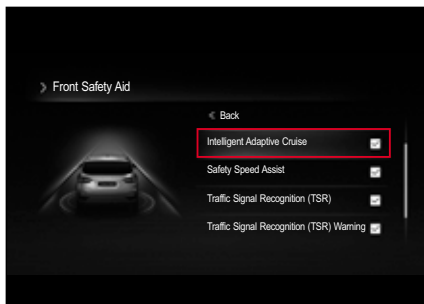 Front Safety Aid
Back
Intelligent Adaptive Cruise
Safety Speed Assist
Traffic Signal Recognition (TSR)
Traffic Signal Recognition (TSR) Warning